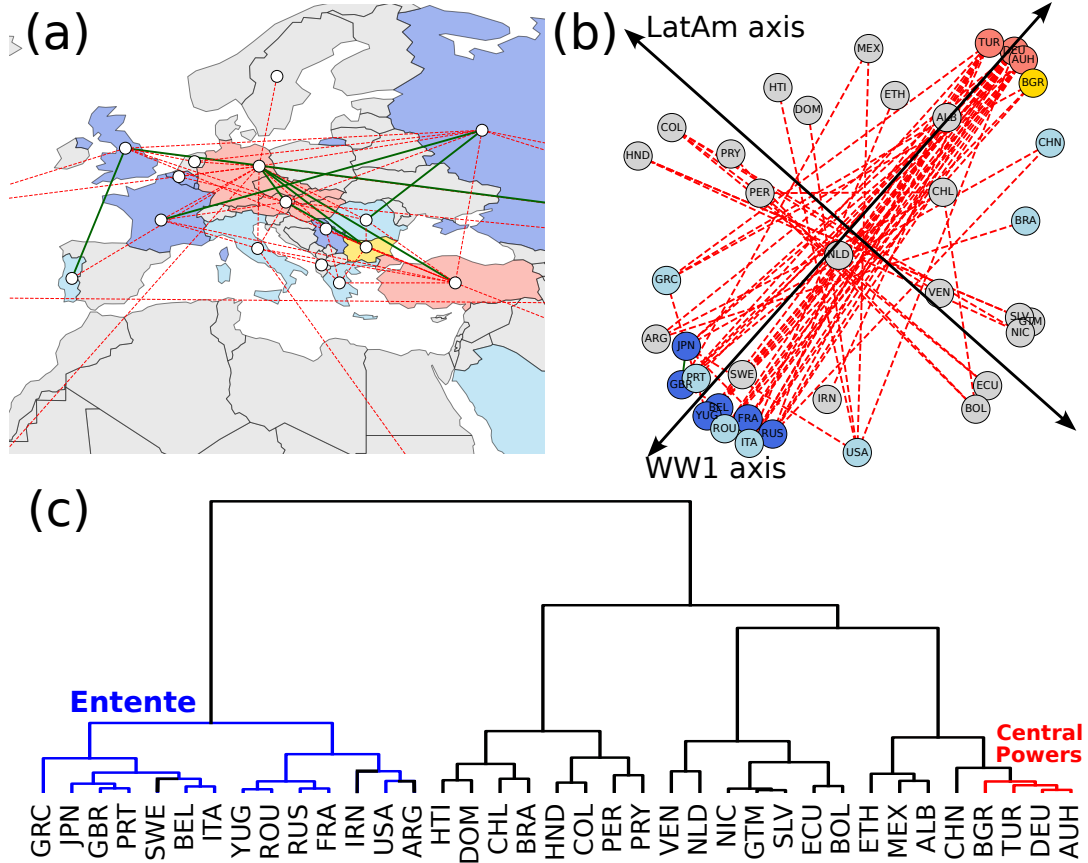 (a)
(b)
LatAm axis
MEX
TUR
DEU
AUH
BGR
HTI
ETH
DOM
ALB
COL
CHN
HND
PRY
PER
CHL
BRA
NLD
GRC
VEN
SLV
GTM
NIC
ARG
JPN
GBR
PRT
SWE
ECU
IRN
BOL
BEL
YUG
FRA
ROU
RUS
ITA
USA
WW1 axis
(c)
Entente
Central
Powers
GRC
JPN
GBR
PRT
SWE
BEL
ITA
YUG
ROU
RUS
FRA
IRN
USA
ARG
HTI
DOM
CHL
BRA
HND
COL
PER
PRY
VEN
NLD
NIC
GTM
SLV
ECU
BOL
ETH
MEX
ALB
CHN
BGR
TUR
DEU
AUH